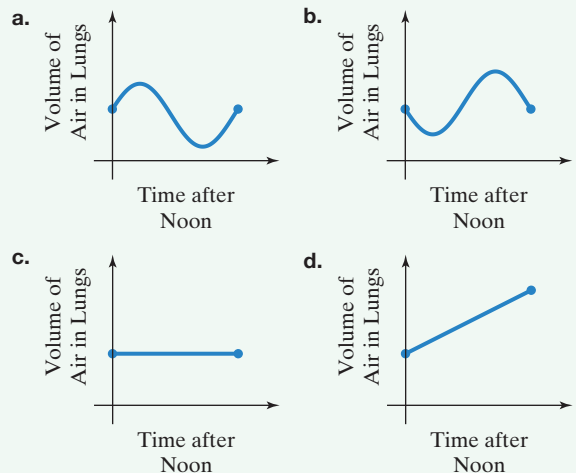 a.
Volume of
Air in Lungs
Time after
Noon
b.
Volume of
Air in Lungs
Time after
Noon
c.
Volume of
Air in Lungs
Time after
Noon
d.
Volume of
Air in Lungs
Time after
Noon